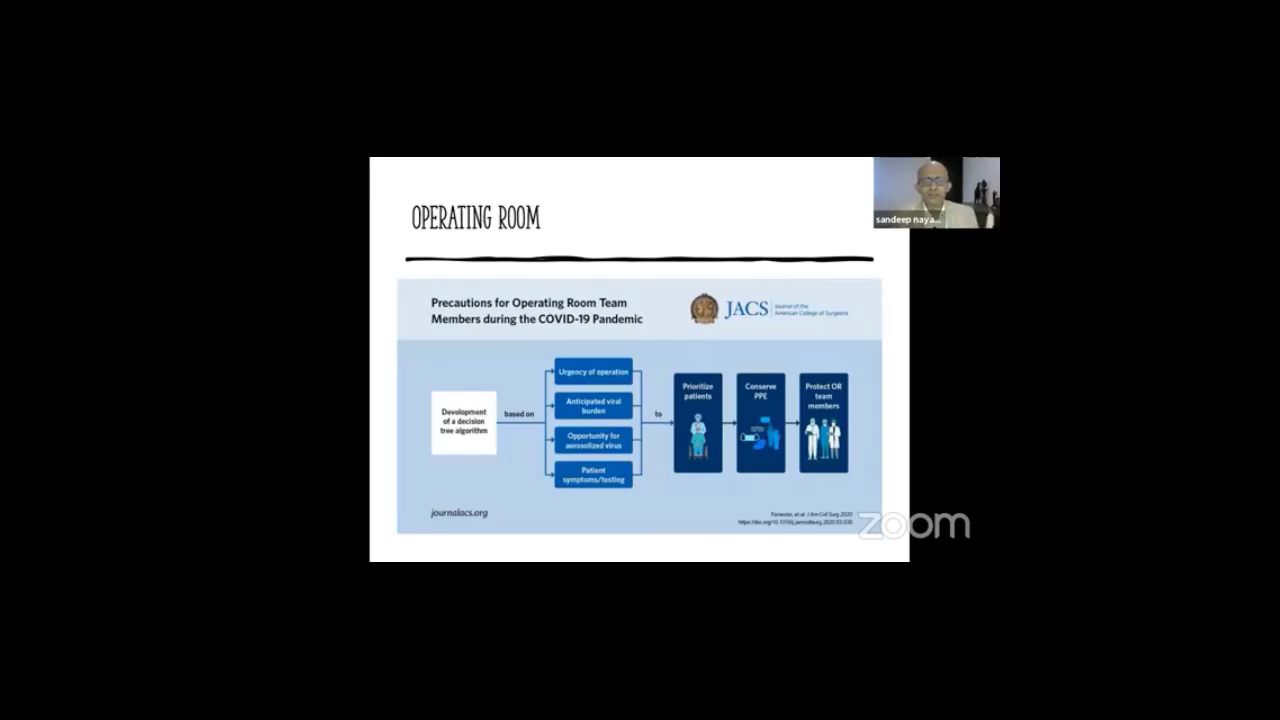 OPERATING ROOM
sandeep naya...
Precautions for Operating Room Team
Members during the COVID-19 Pandemic
JACS
Journal of the
American College of Surgeons
Development
of a decision
tree algorithm
based on
Urgency of operation
Anticipated viral
burden
Opportunity for
aerosolized virus
Patient
symptoms/testing
to
Prioritize
patients
Conserve
PPE
Protect OR
team
members
journalacs.org
Forrester, et al. J Am Coll Surg 2020
zoom